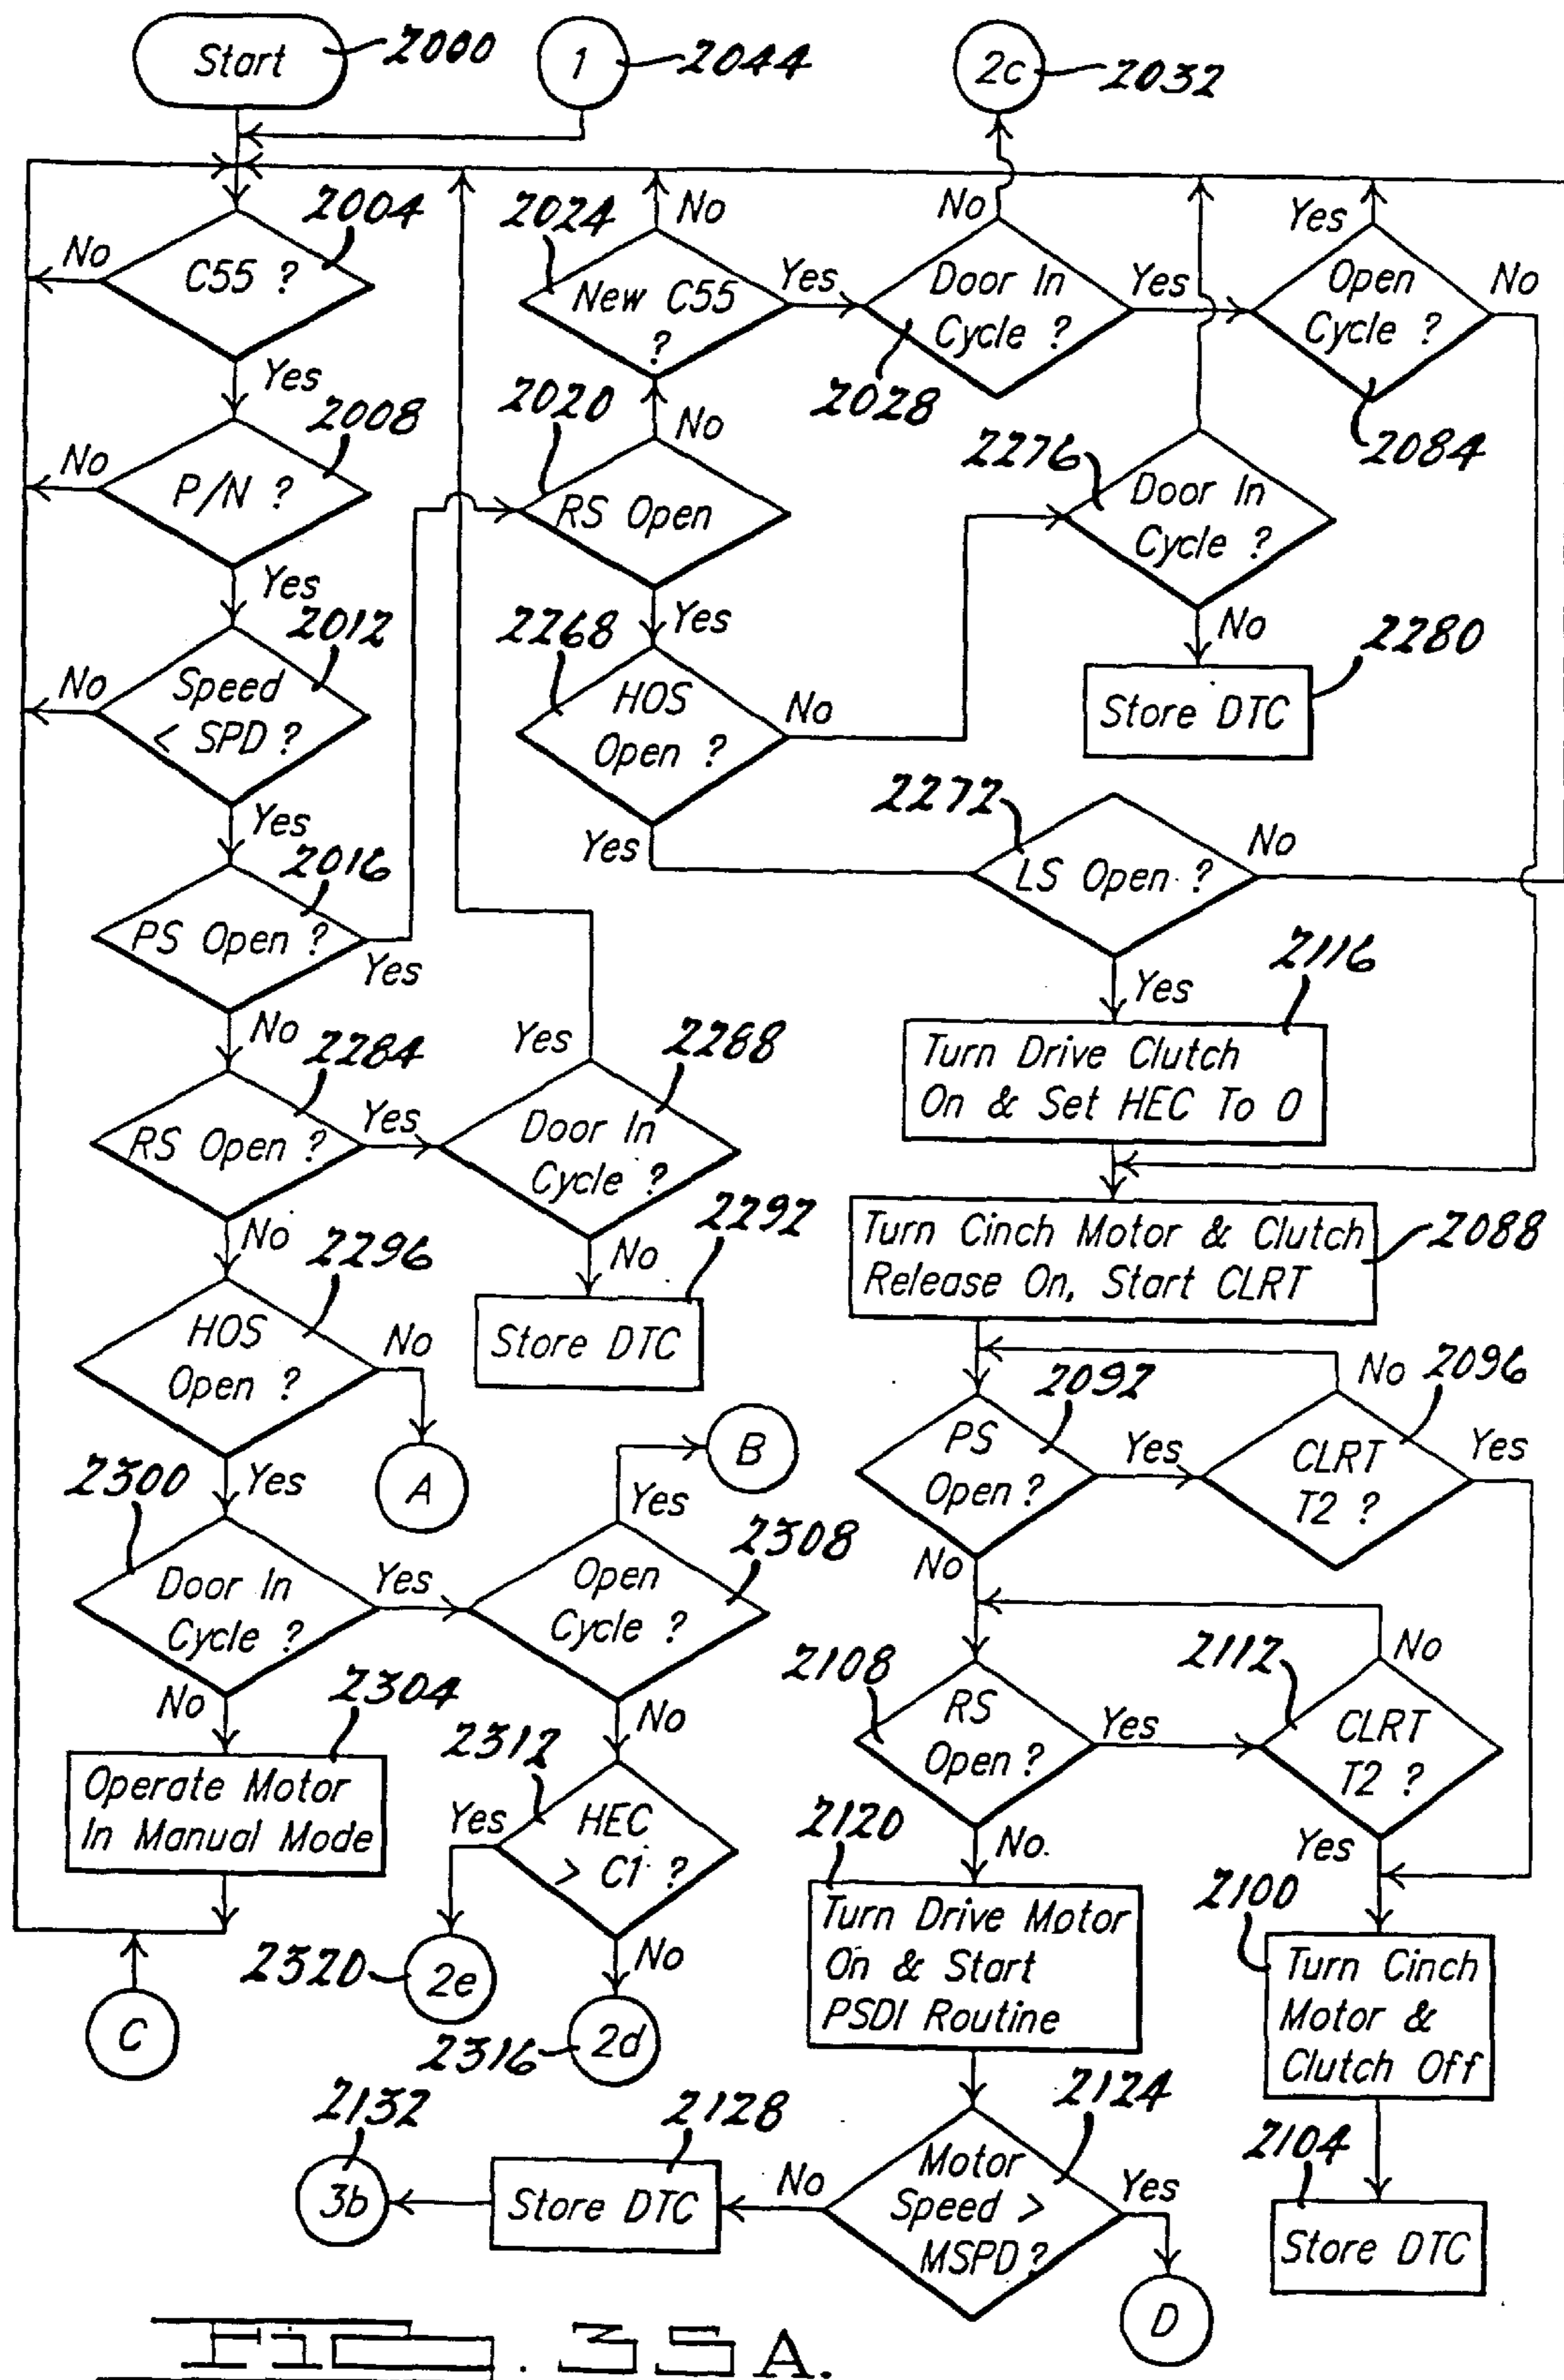 Start
2000
1
2044
2c
2032
C55 ?
2004
No
Yes
2024
New C55
?
No
Yes
No
Door In
Cycle ?
2028
Yes
Yes
Open
Cycle ?
No
2084
P/N ?
2008
No
Yes
2020
RS Open
No
Yes
2276
Door In
Cycle ?
No
2280
Store DTC
Speed
< SPD ?
2012
No
Yes
2268
HOS
Open ?
No
Yes
2272
LS Open ?
No
Yes
PS Open ?
2016
Yes
No
2116
Turn Drive Clutch
On & Set HEC To 0
2284
RS Open ?
Yes
No
Yes
2288
Door In
Cycle ?
No
2292
Store DTC
Turn Cinch Motor & Clutch
Release On, Start CLRT
2088
2296
HOS
Open ?
No
Yes
A
B
2092
PS
Open ?
Yes
No
No
2096
CLRT
T2 ?
Yes
2300
Door In
Cycle ?
Yes
No
Yes
2308
Open
Cycle ?
No
2108
RS
Open ?
Yes
No.
2112
CLRT
T2 ?
No
Yes
2304
Operate Motor
In Manual Mode
2312
HEC
> C1 ?
Yes
No
2120
Turn Drive Motor
On & Start
PSDI Routine
2100
Turn Cinch
Motor &
Clutch Off
C
2320
2e
2316
2d
2132
3b
2128
Store DTC
No
2124
Motor
Speed >
MSPD ?
Yes
D
2104
Store DTC
FIG. 35A.